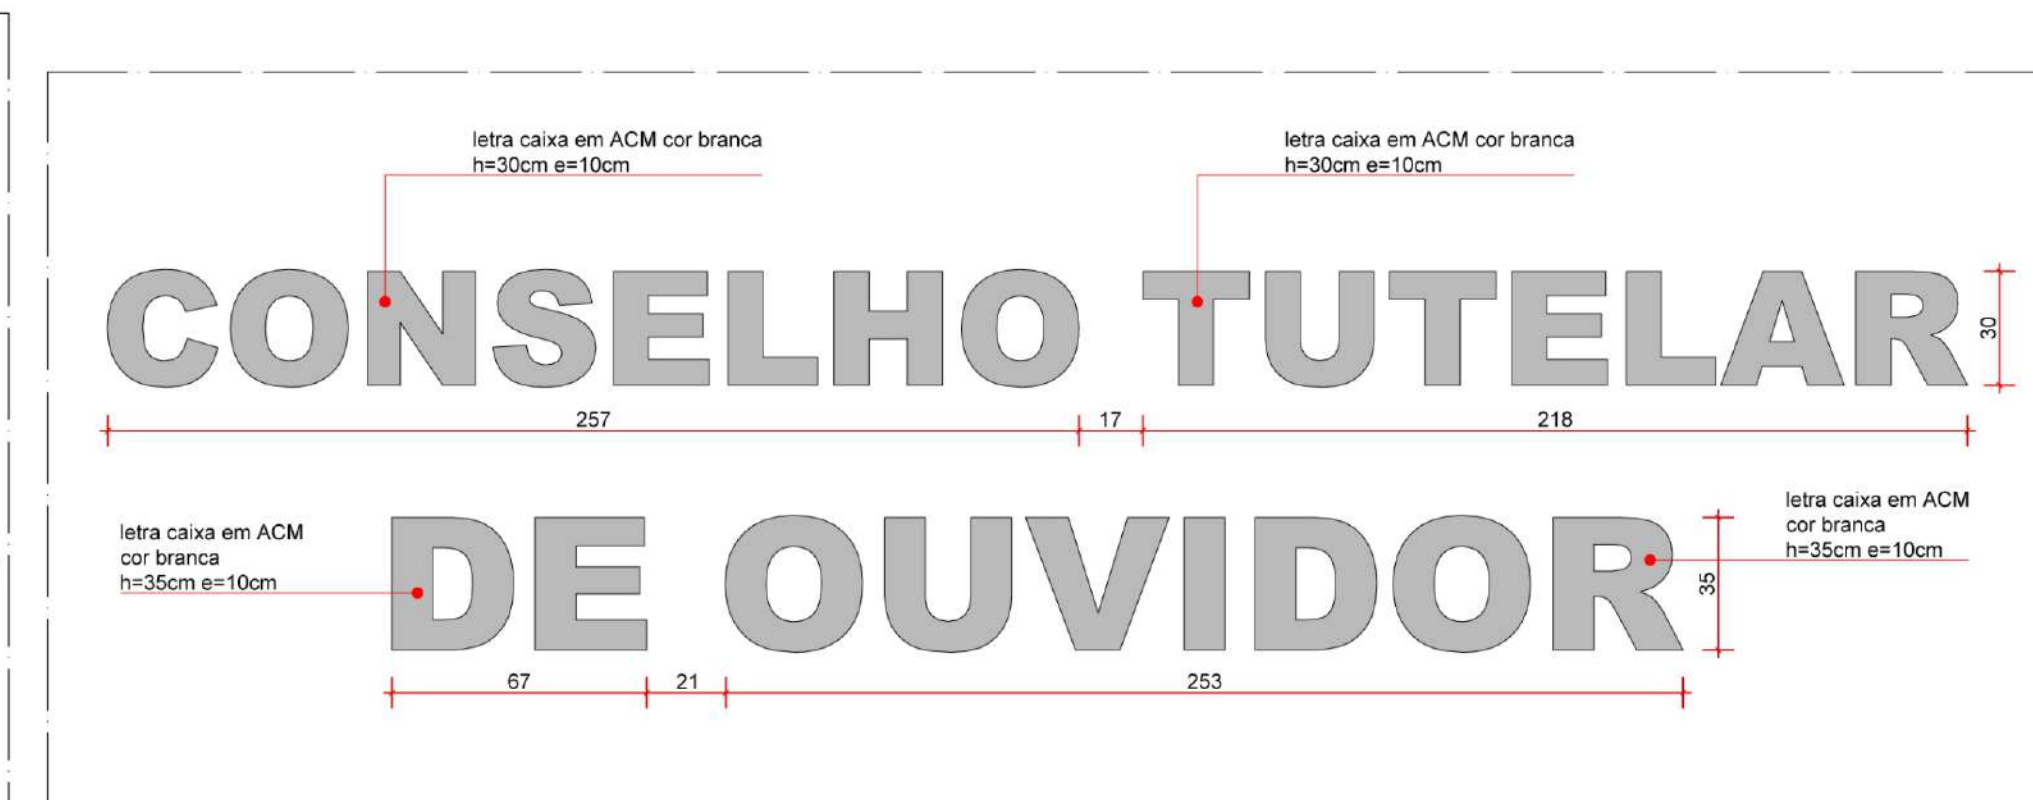 letra caixa em ACM cor branca
h=30cm e=10cm
letra caixa em ACM cor branca
h=30cm e=10cm
CONSELHO TUTELAR
30
257 17 218
letra caixa em ACM
cor branca
h=35cm e=10cm
DE OUVIDOR
35
letra caixa em ACM
cor branca
h=35cm e=10cm
67 21 253